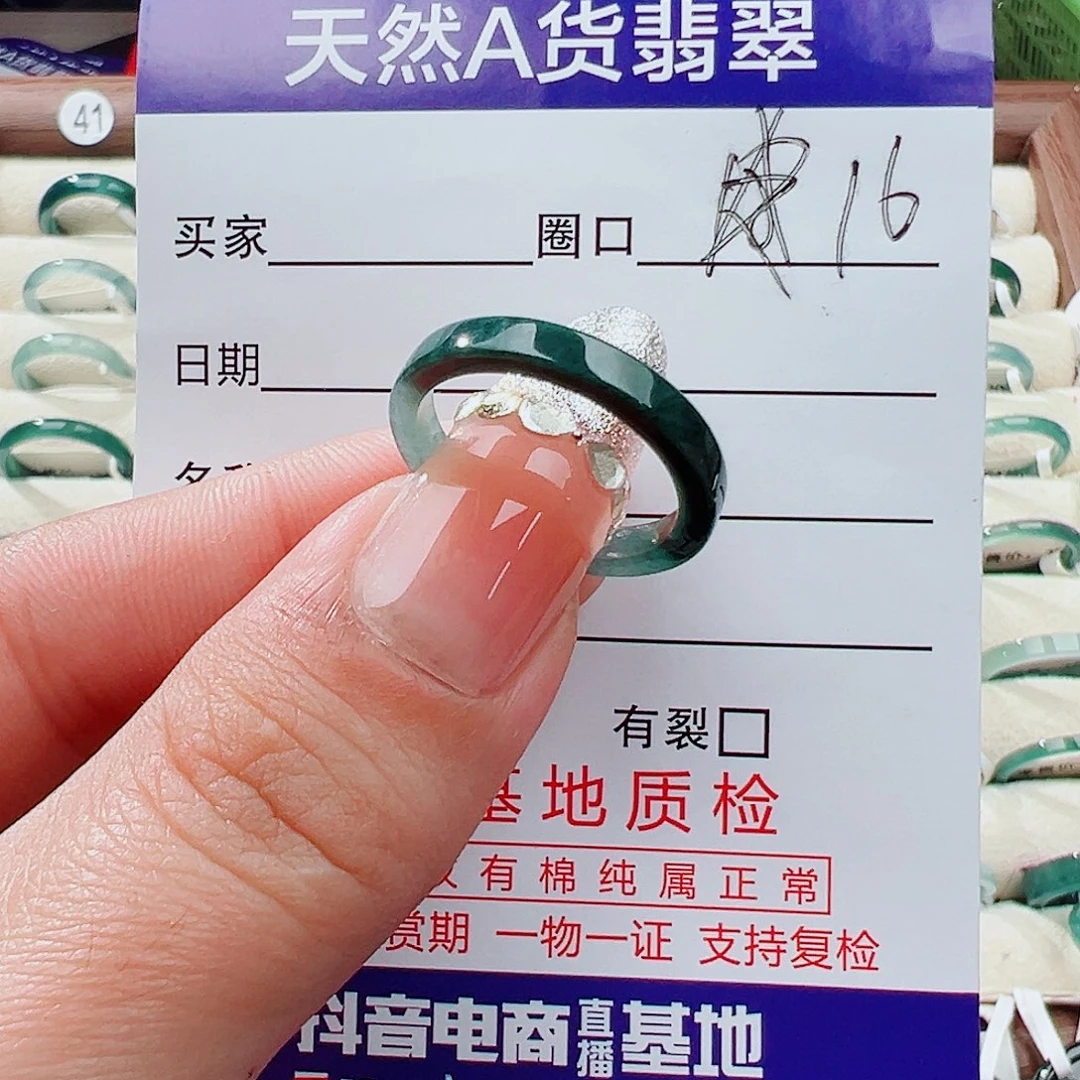 天然A货翡翠
41
买家 圈口 16
日期
有裂
基地质检
有棉纯属正常
赏期 一物一证 支持复检
抖音电商直播基地